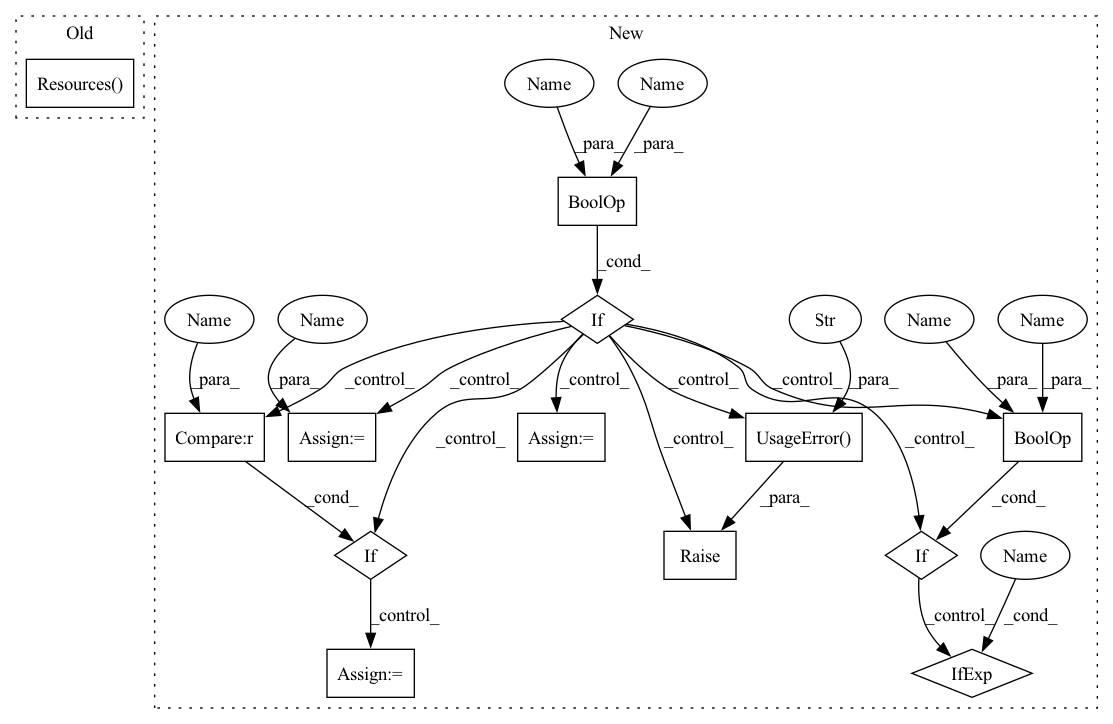 Old
New
Resources()
Name
Name
_para_
_para_
BoolOp
_cond_
Name
Name
If
Str
Name
Name
_para_
_para_
_control_
_control_
_control_
_control_
_para_
_control_
_para_
_para_
Compare:r
Assign:=
_control_
Assign:=
_control_
UsageError()
_control_
BoolOp
_cond_
_para_
_cond_
If
Raise
If
Name
_control_
_control_
_cond_
Assign:=
IfExp